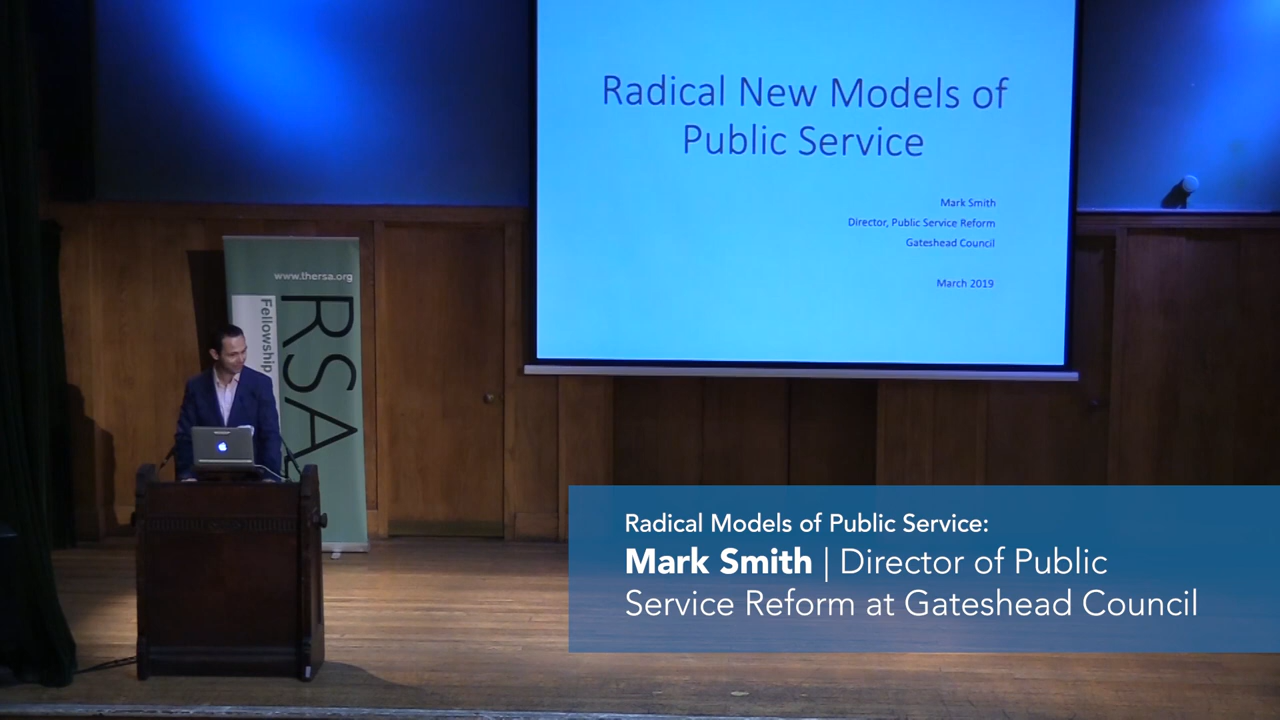 Radical New Models of
Public Service
Mark Smith
Director, Public Service Reform
Gateshead Council
March 2019
www.thersa.org
Fellowship
RSA
Radical Models of Public Service:
Mark Smith | Director of Public
Service Reform at Gateshead Council